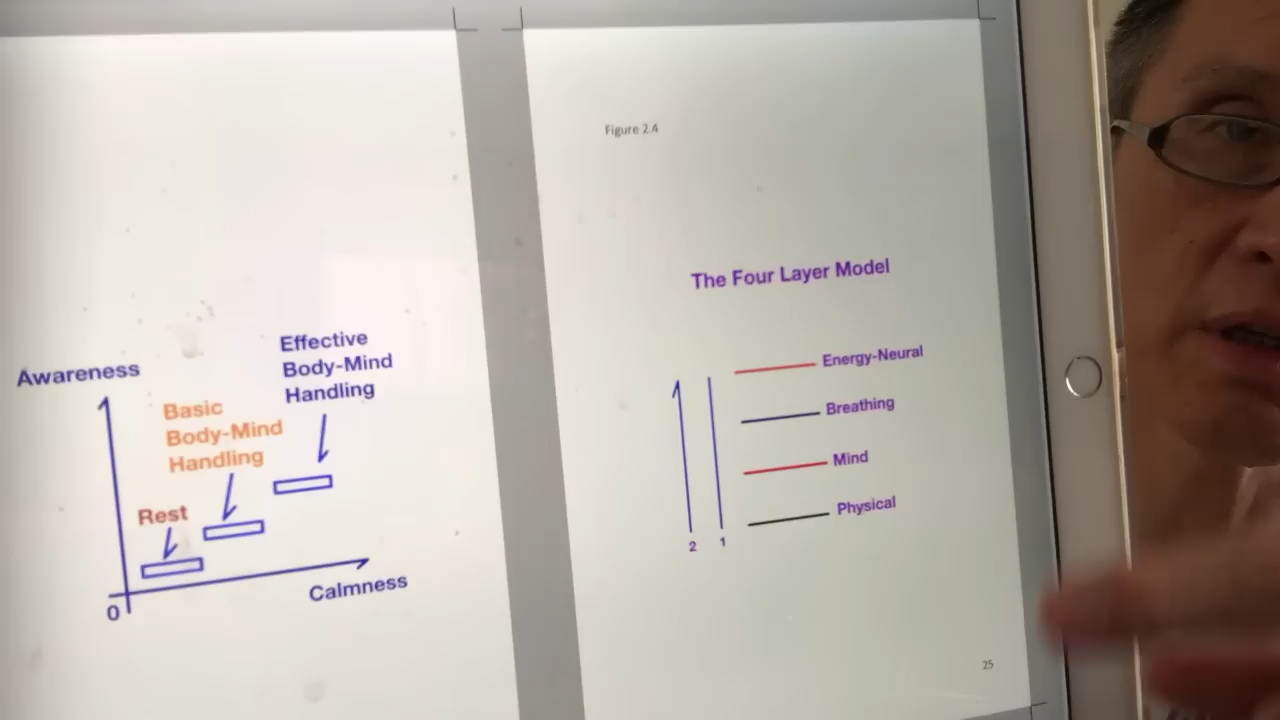 Effective
Body-Mind
Handling
Awareness
Basic
Body-Mind
Handling
Rest
Calmness
0
Figure 2.4
The Four Layer Model
Energy-Neural
Breathing
Mind
Physical
2 1
25